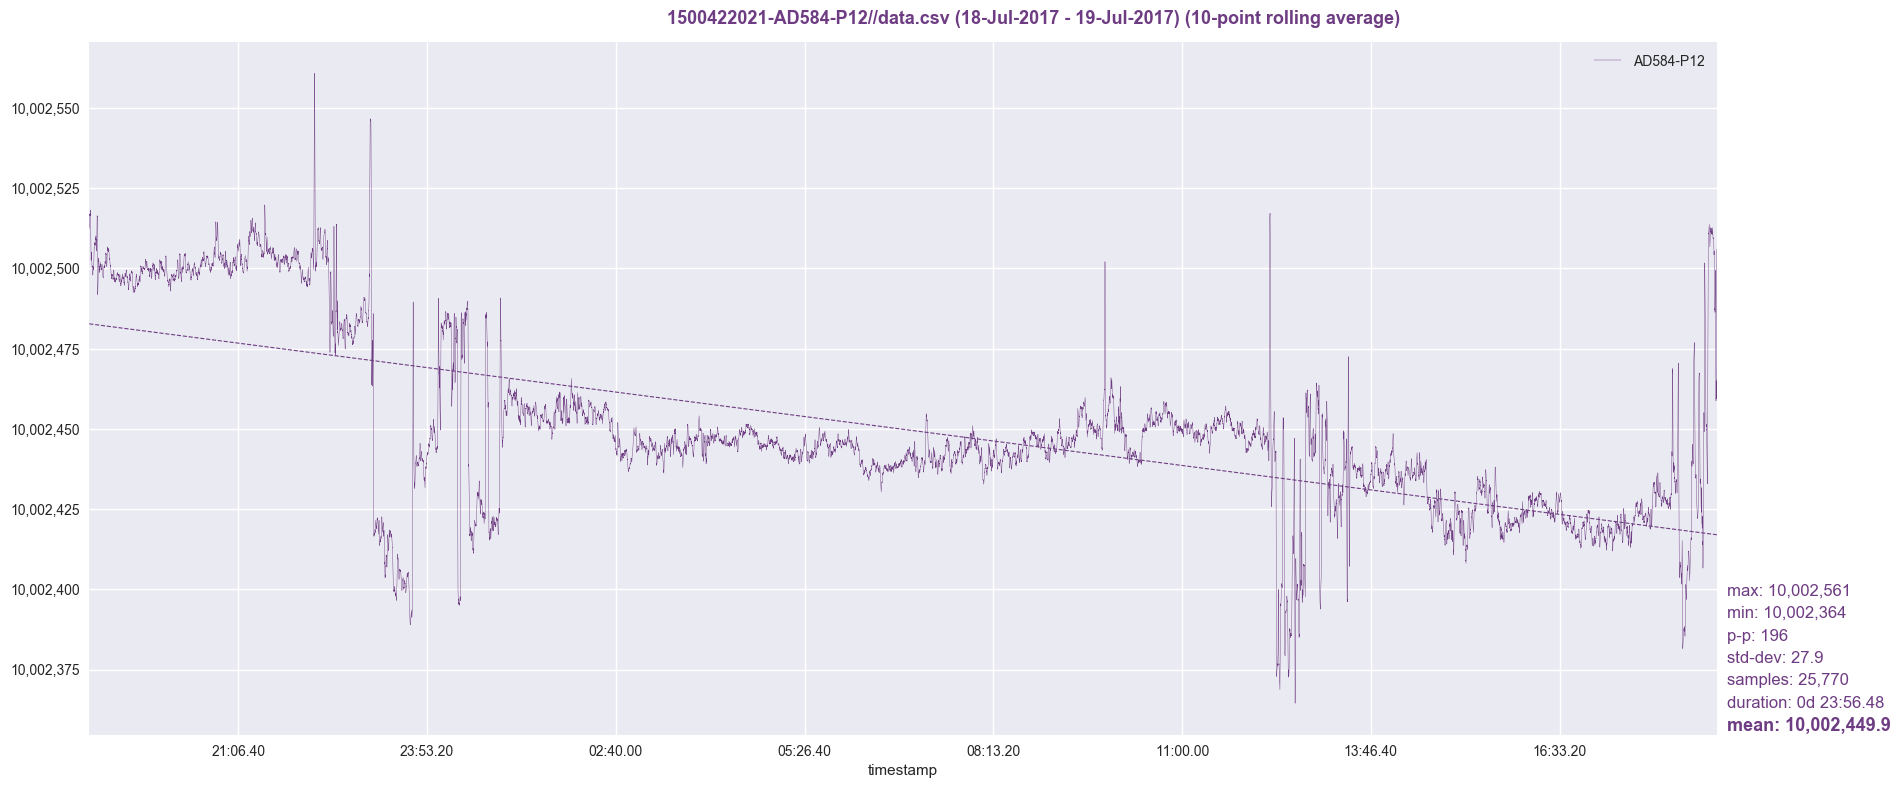 1500422021-AD584-P12//data.csv (18-Jul-2017 - 19-Jul-2017) (10-point rolling average)
AD584-P12
10,002,550
10,002,525
10,002,500
10,002,475
10,002,450
10,002,425
10,002,400
10,002,375
max: 10,002,561
min: 10,002,364
p-p: 196
std-dev: 27.9
samples: 25,770
duration: 0d 23:56.48
mean: 10,002,449.9
21:06.40 23:53.20 02:40.00 05:26.40 08:13.20 11:00.00 13:46.40 16:33.20
timestamp